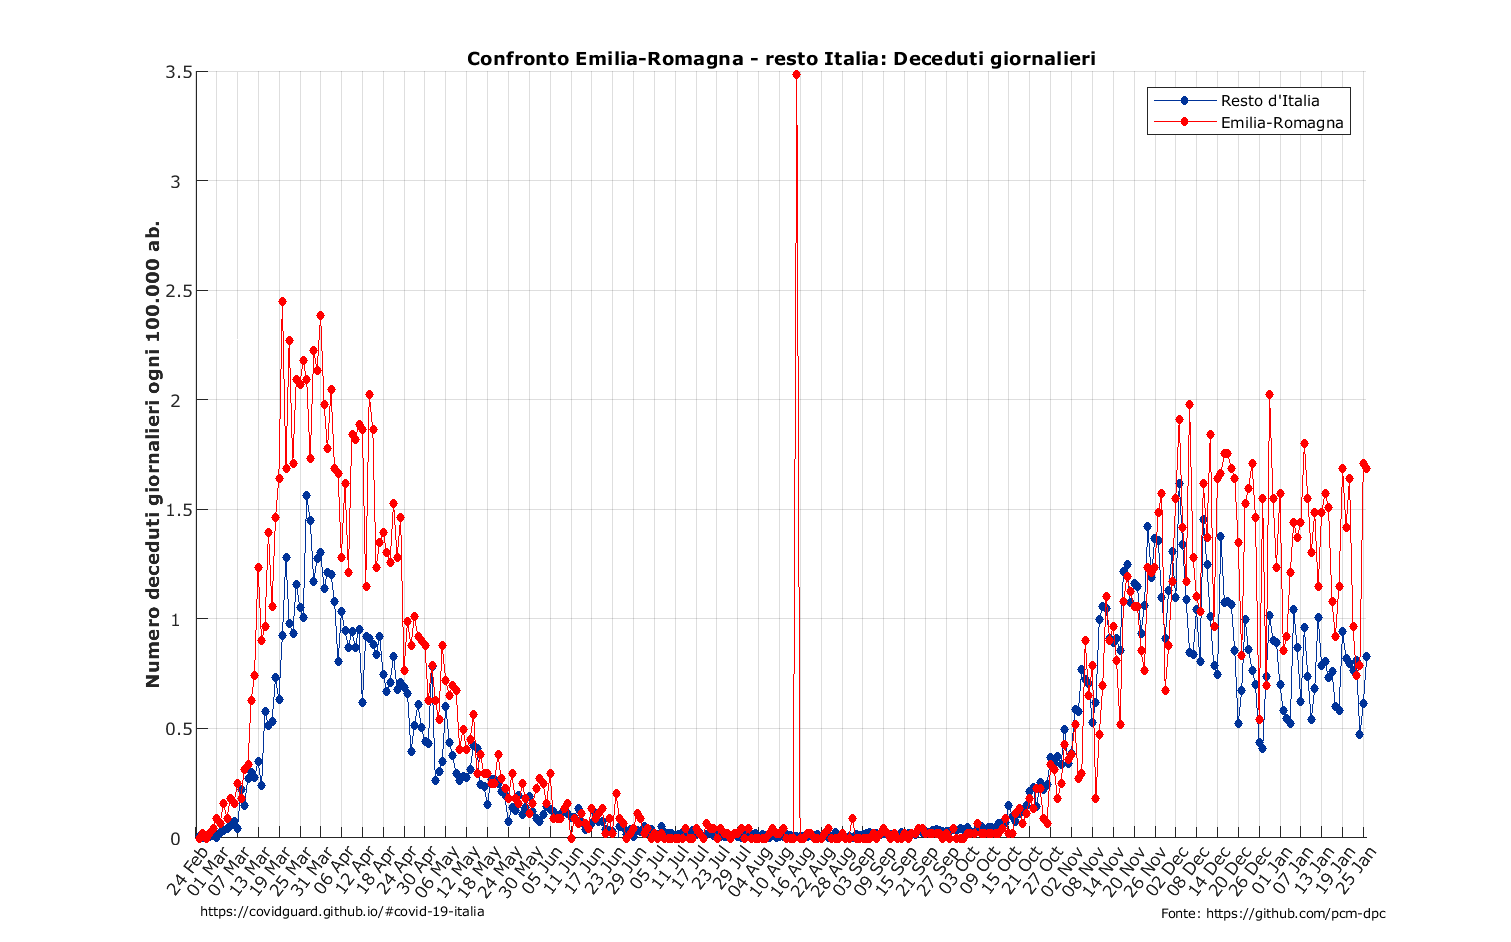 Confronto Emilia-Romagna - resto Italia: Deceduti giornalieri
Resto d'Italia
Emilia-Romagna
Numero deceduti giornalieri ogni 100.000 ab.
3.5
3
2.5
2
1.5
1
0.5
0
24 Feb
01 Mar
07 Mar
13 Mar
19 Mar
25 Mar
31 Mar
06 Apr
12 Apr
18 Apr
24 Apr
30 Apr
06 May
12 May
18 May
24 May
30 May
05 Jun
11 Jun
17 Jun
23 Jun
29 Jun
05 Jul
11 Jul
17 Jul
23 Jul
29 Jul
04 Aug
10 Aug
16 Aug
22 Aug
28 Aug
03 Sep
09 Sep
15 Sep
21 Sep
27 Sep
03 Oct
09 Oct
15 Oct
21 Oct
27 Oct
02 Nov
08 Nov
14 Nov
20 Nov
26 Nov
02 Dec
08 Dec
14 Dec
20 Dec
26 Dec
01 Jan
07 Jan
13 Jan
19 Jan
25 Jan
https://covidguard.github.io/#covid-19-italia
Fonte: https://github.com/pcm-dpc